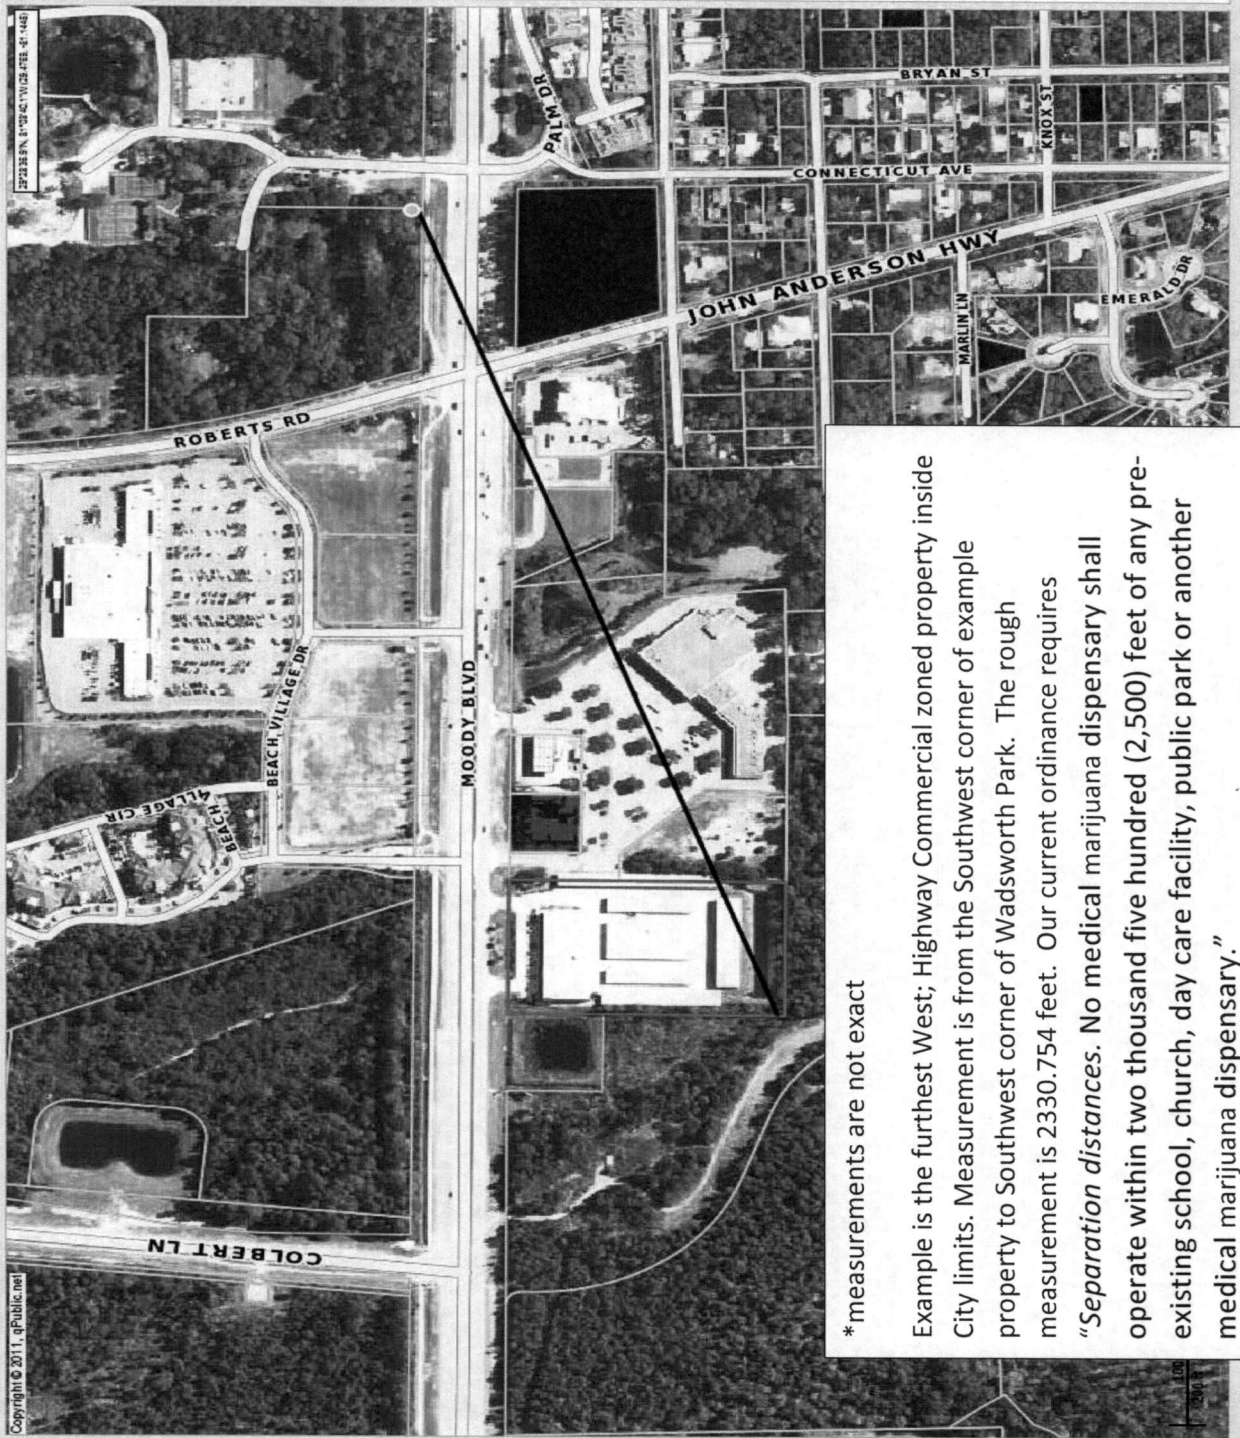 Copyright © 2011, qPublic.net
COLBERT LN
BEACH VILLAGE CIR
BEACH VILLAGE DR
ROBERTS RD
MOODY BLVD
PALM DR
JOHN ANDERSON HWY
CONNECTICUT AVE
BRYAN ST
KNOX ST
MARLIN LN
EMERALD DR
*measurements are not exact
Example is the furthest West; Highway Commercial zoned property inside
City limits. Measurement is from the Southwest corner of example
property to Southwest corner of Wadsworth Park. The rough
measurement is 2330.754 feet. Our current ordinance requires
“Separation distances. No medical marijuana dispensary shall
operate within two thousand five hundred (2,500) feet of any pre-
existing school, church, day care facility, public park or another
medical marijuana dispensary.”